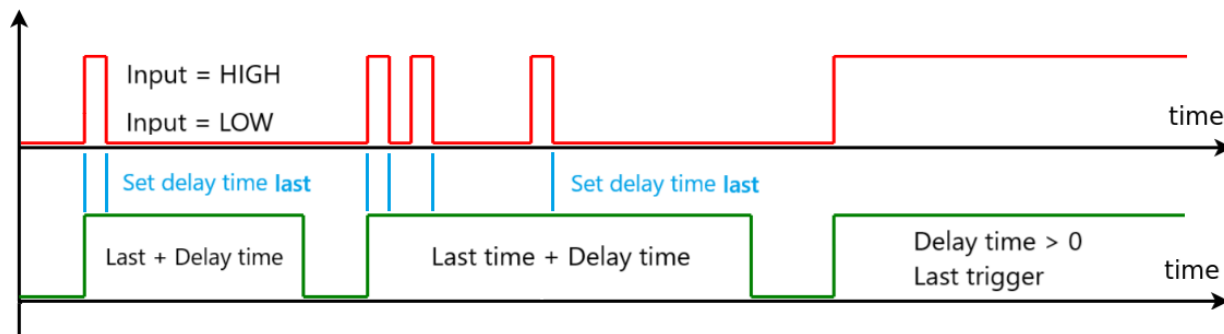 Input = HIGH
Input = LOW
time
Set delay time last
Set delay time last
Last + Delay time
Last time + Delay time
Delay time > 0
Last trigger
time